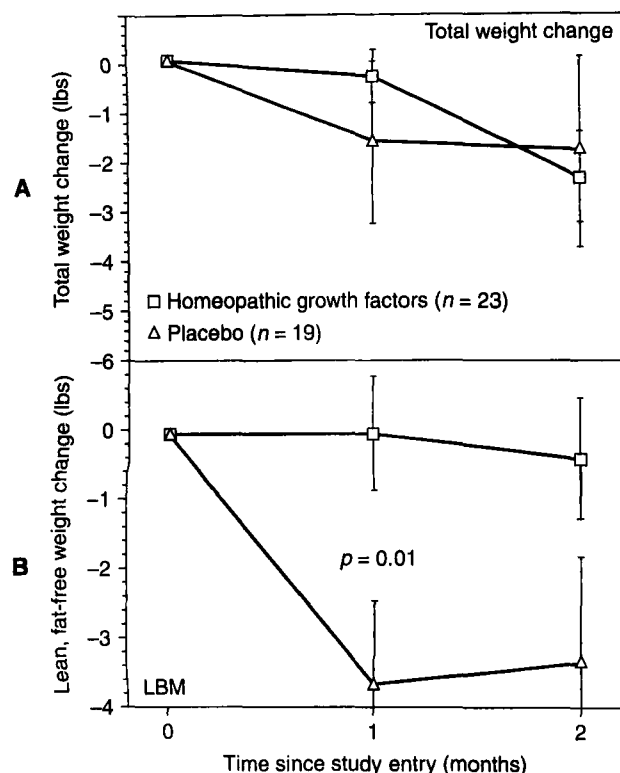 Total weight change
A
Total weight change (lbs)
0
−1
−2
−3
−4
−5
−6
□ Homeopathic growth factors (n = 23)
△ Placebo (n = 19)
B
Lean, fat-free weight change (lbs)
0
−1
−2
−3
−4
p = 0.01
LBM
0
1
2
Time since study entry (months)